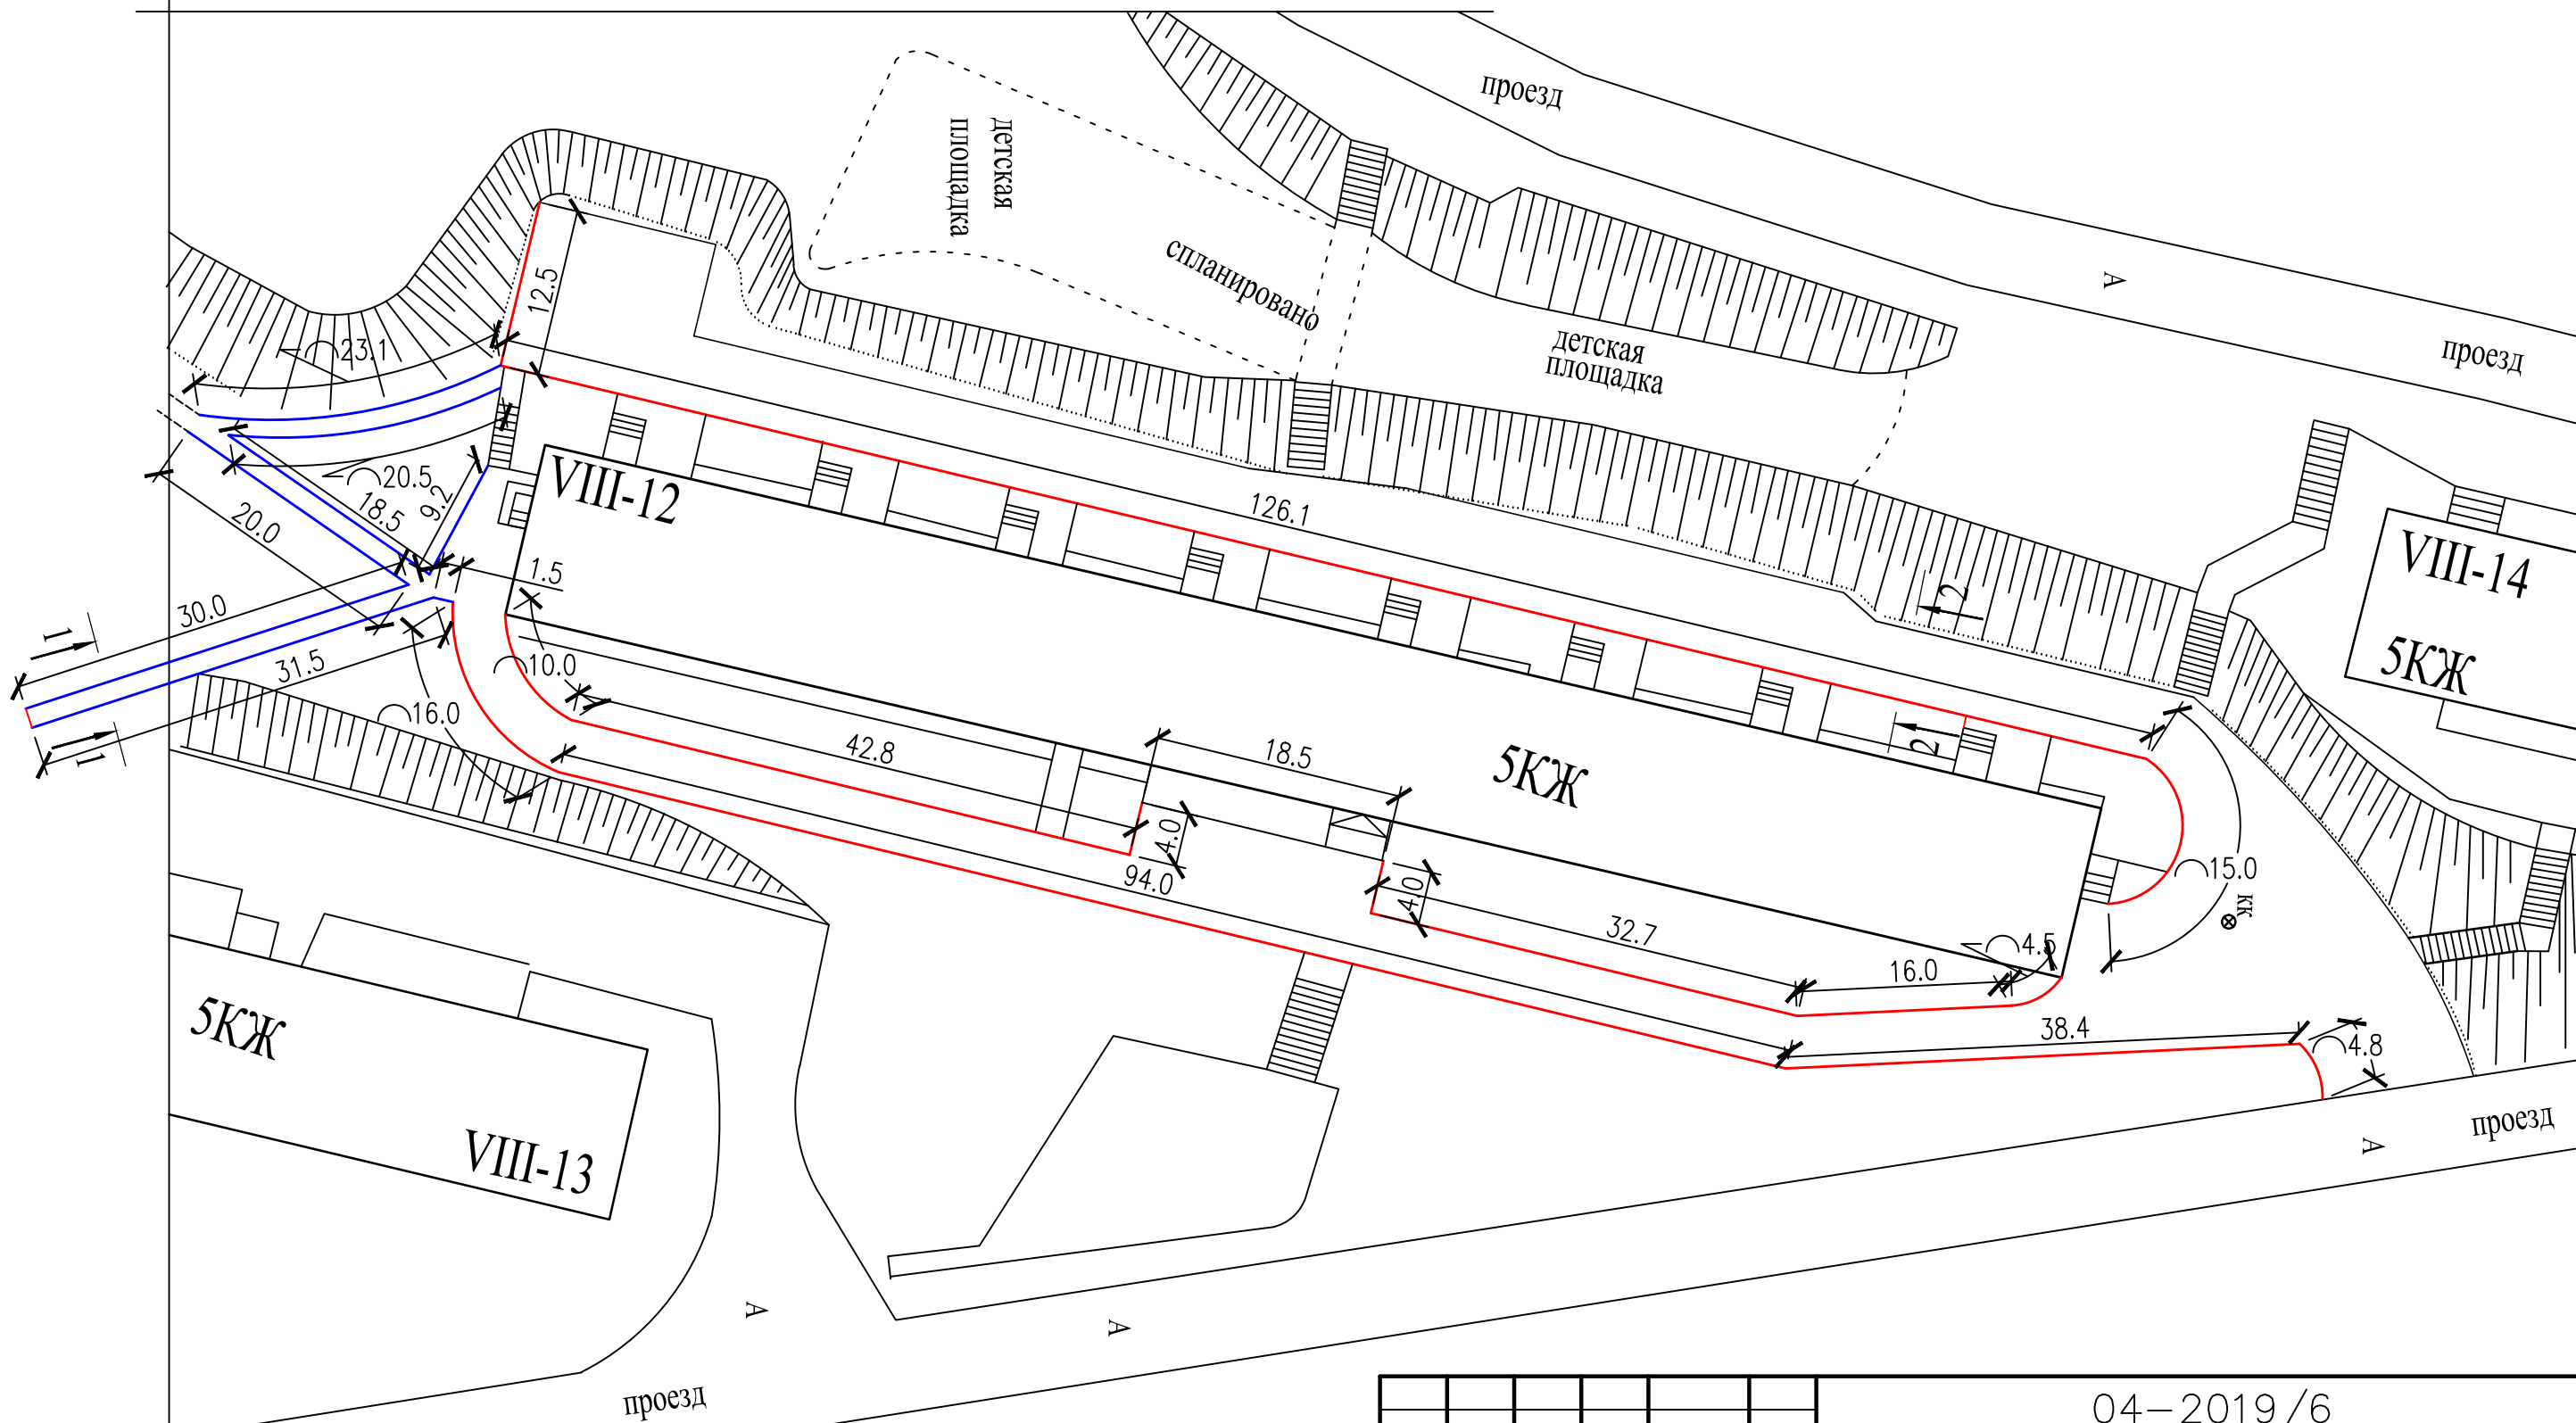 проезд
детская
площадка
спланировано
А
проезд
детская
площадка
12.5
23.1
20.5
18.5
9.2
20.0
VIII-12
126.1
1.5
2
VIII-14
5КЖ
30.0
1
31.5
1
10.0
16.0
42.8
18.5
5КЖ
2
4.0
94.0
4.0
32.7
15.0
кк
4.5
16.0
38.4
4.8
5КЖ
VIII-13
проезд
А
А
А
проезд
04-2019/6